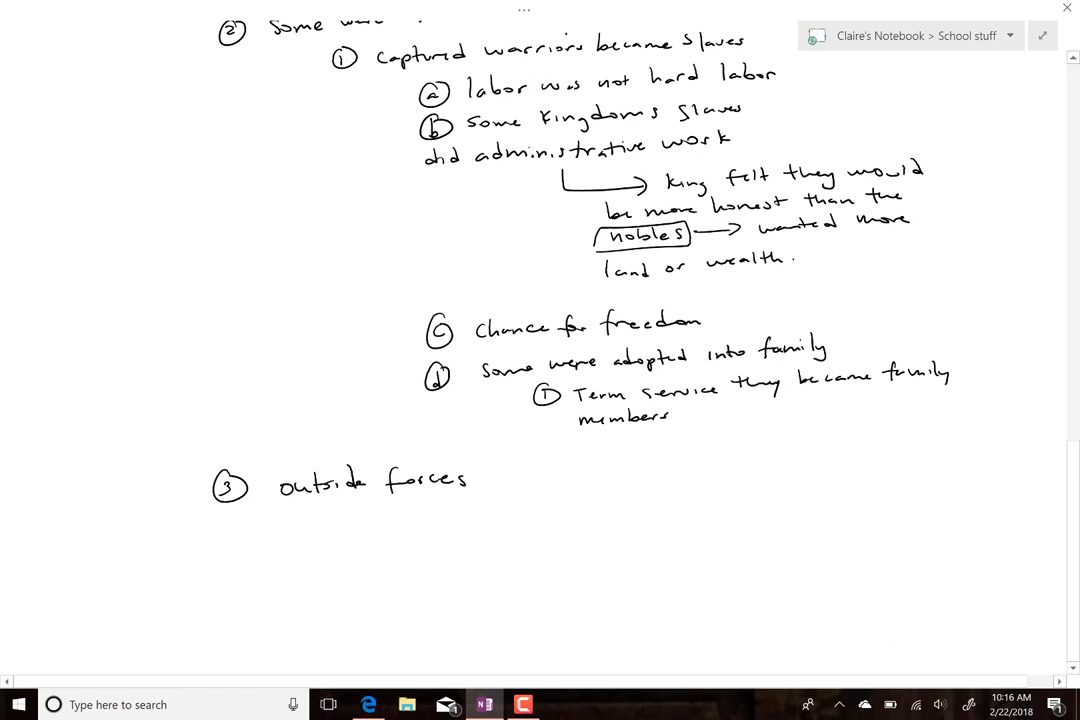 ...
Claire's Notebook > School stuff
② Some
① Captured warriors became slaves
ⓐ labor was not hard labor
ⓑ Some Kingdoms slaves
did administrative work
King felt they would
be more honest than the
nobles → wanted more
land or wealth.
Ⓒ Chance for freedom
ⓓ Some were adopted into family
① Term service they became family
members
③ outside forces
Type here to search
10:16 AM
2/22/2018